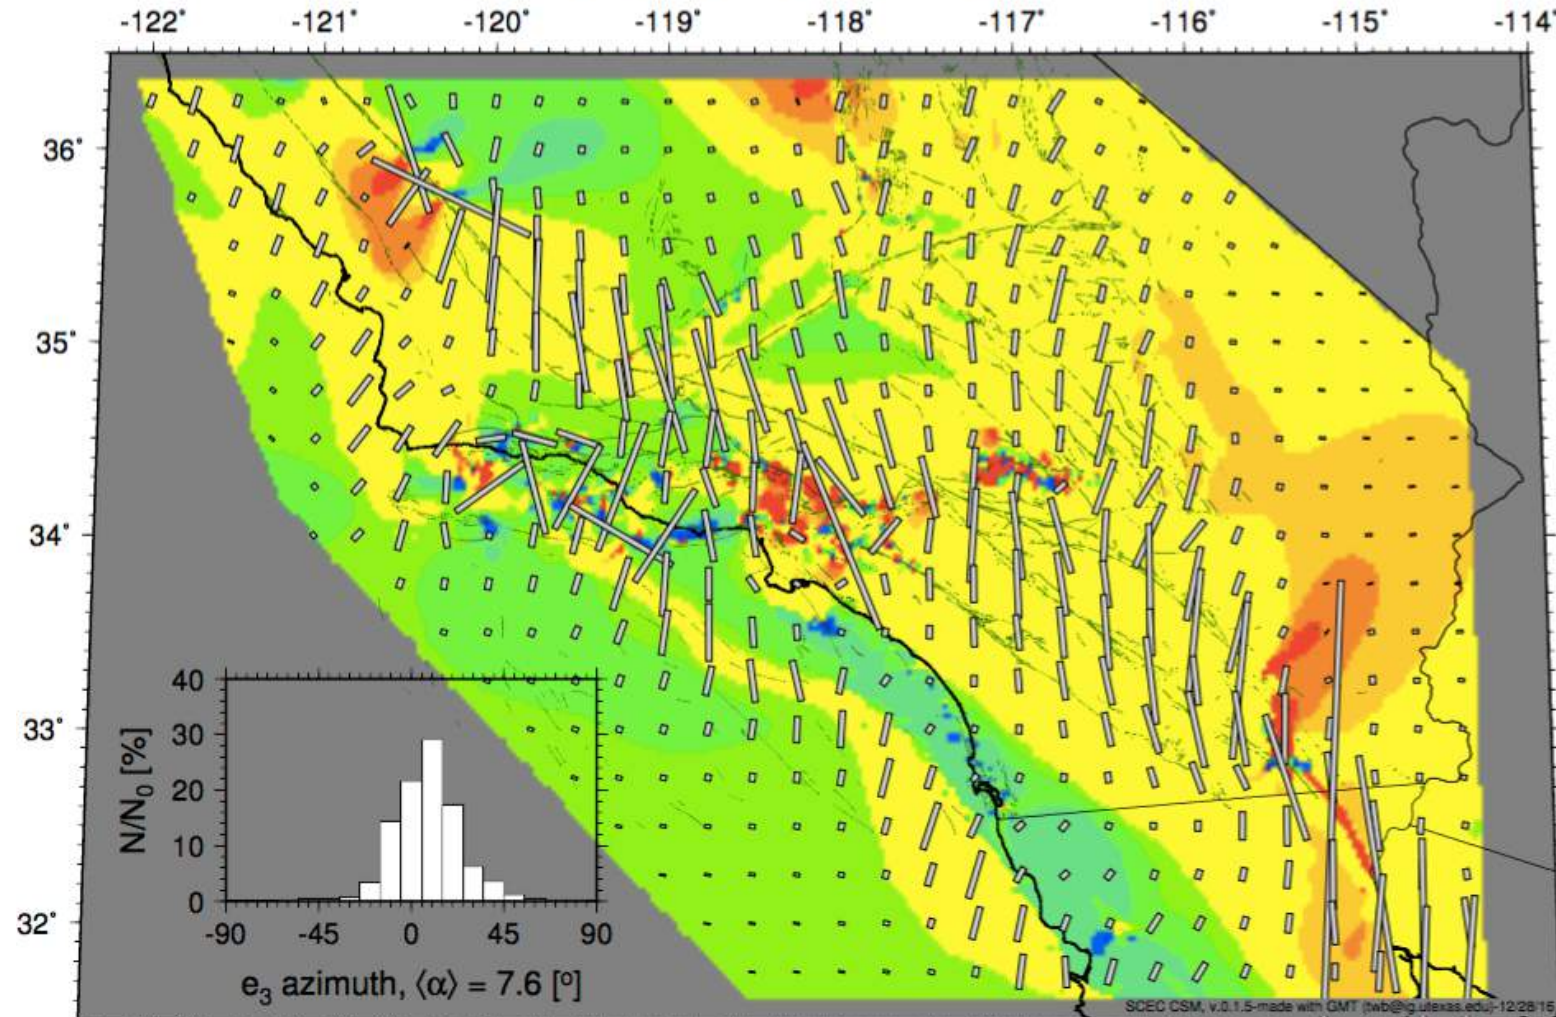 -122˚ -121˚ -120˚ -119˚ -118˚ -117˚ -116˚ -115˚ -114˚
36˚
35˚
34˚
33˚
32˚
40
30
20
10
0
N/N₀ [%]
-90 -45 0 45 90
e₃ azimuth, ⟨α⟩ = 7.6 [º]
SCEC CSM, v.0.1.5-made with GMT (twb@ig.utexas.edu)-12/28/16